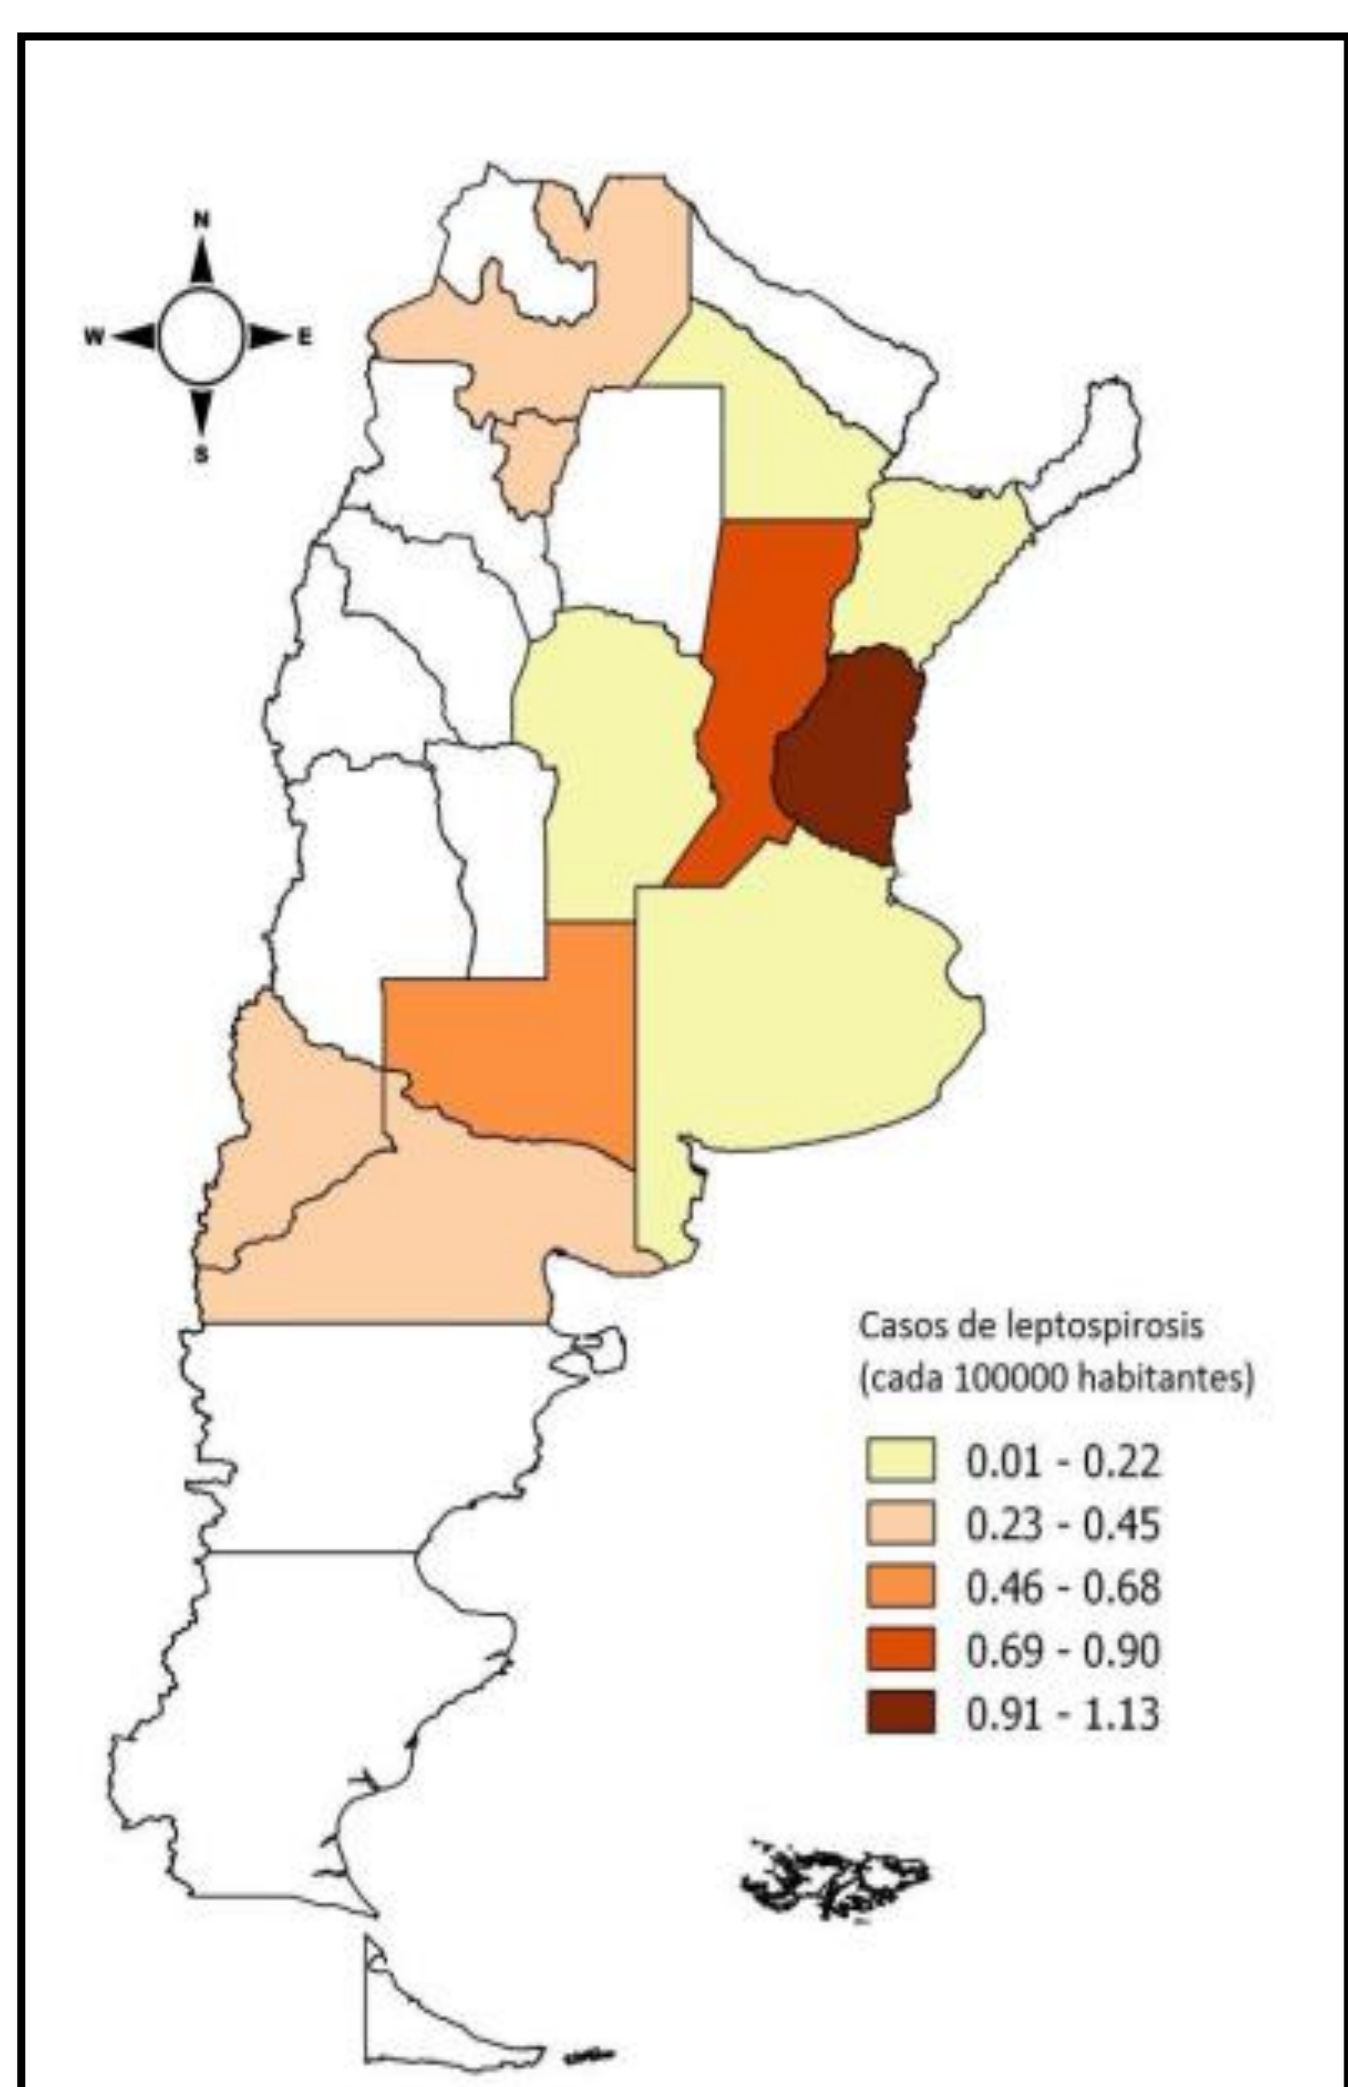 N
W E
S
Casos de leptospirosis
(cada 100000 habitantes)
0.01 - 0.22
0.23 - 0.45
0.46 - 0.68
0.69 - 0.90
0.91 - 1.13